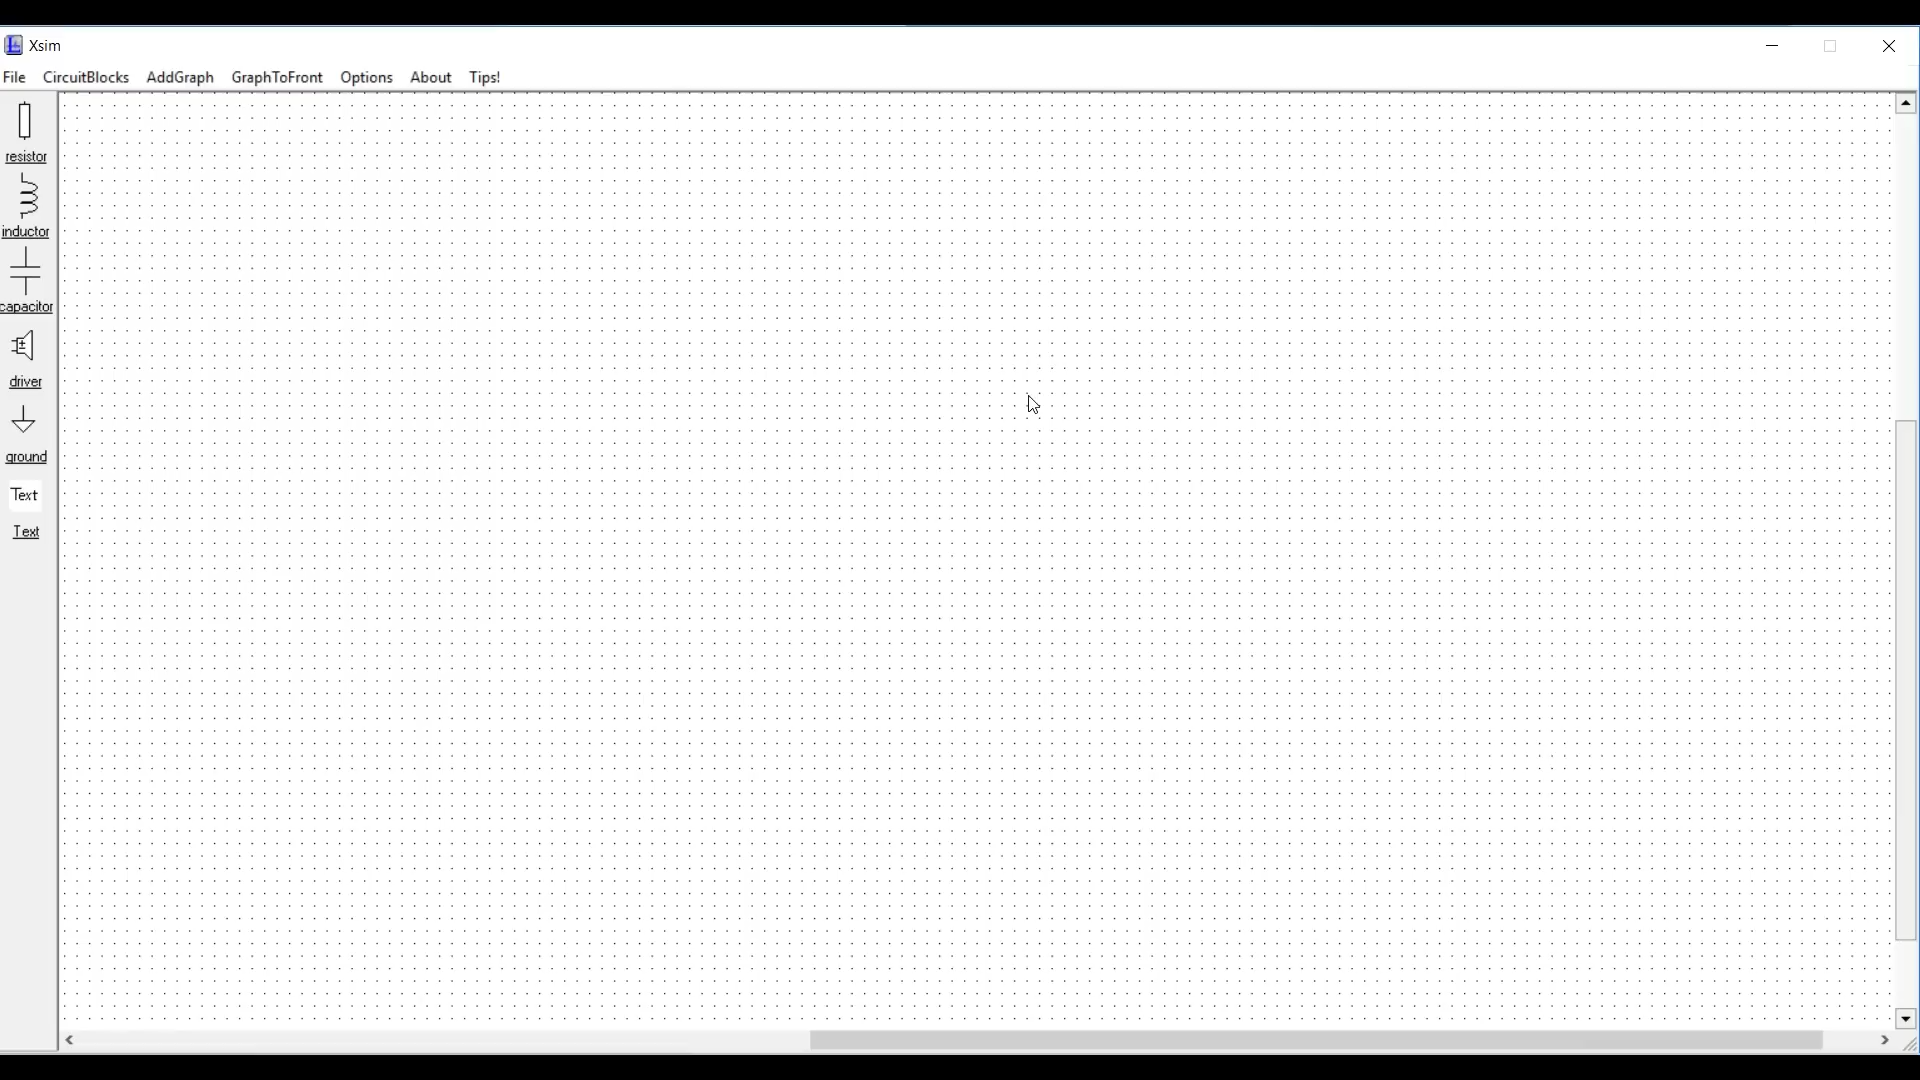 Xsim
File CircuitBlocks AddGraph GraphToFront Options About Tips!
resistor
inductor
capacitor
driver
ground
Text
Text